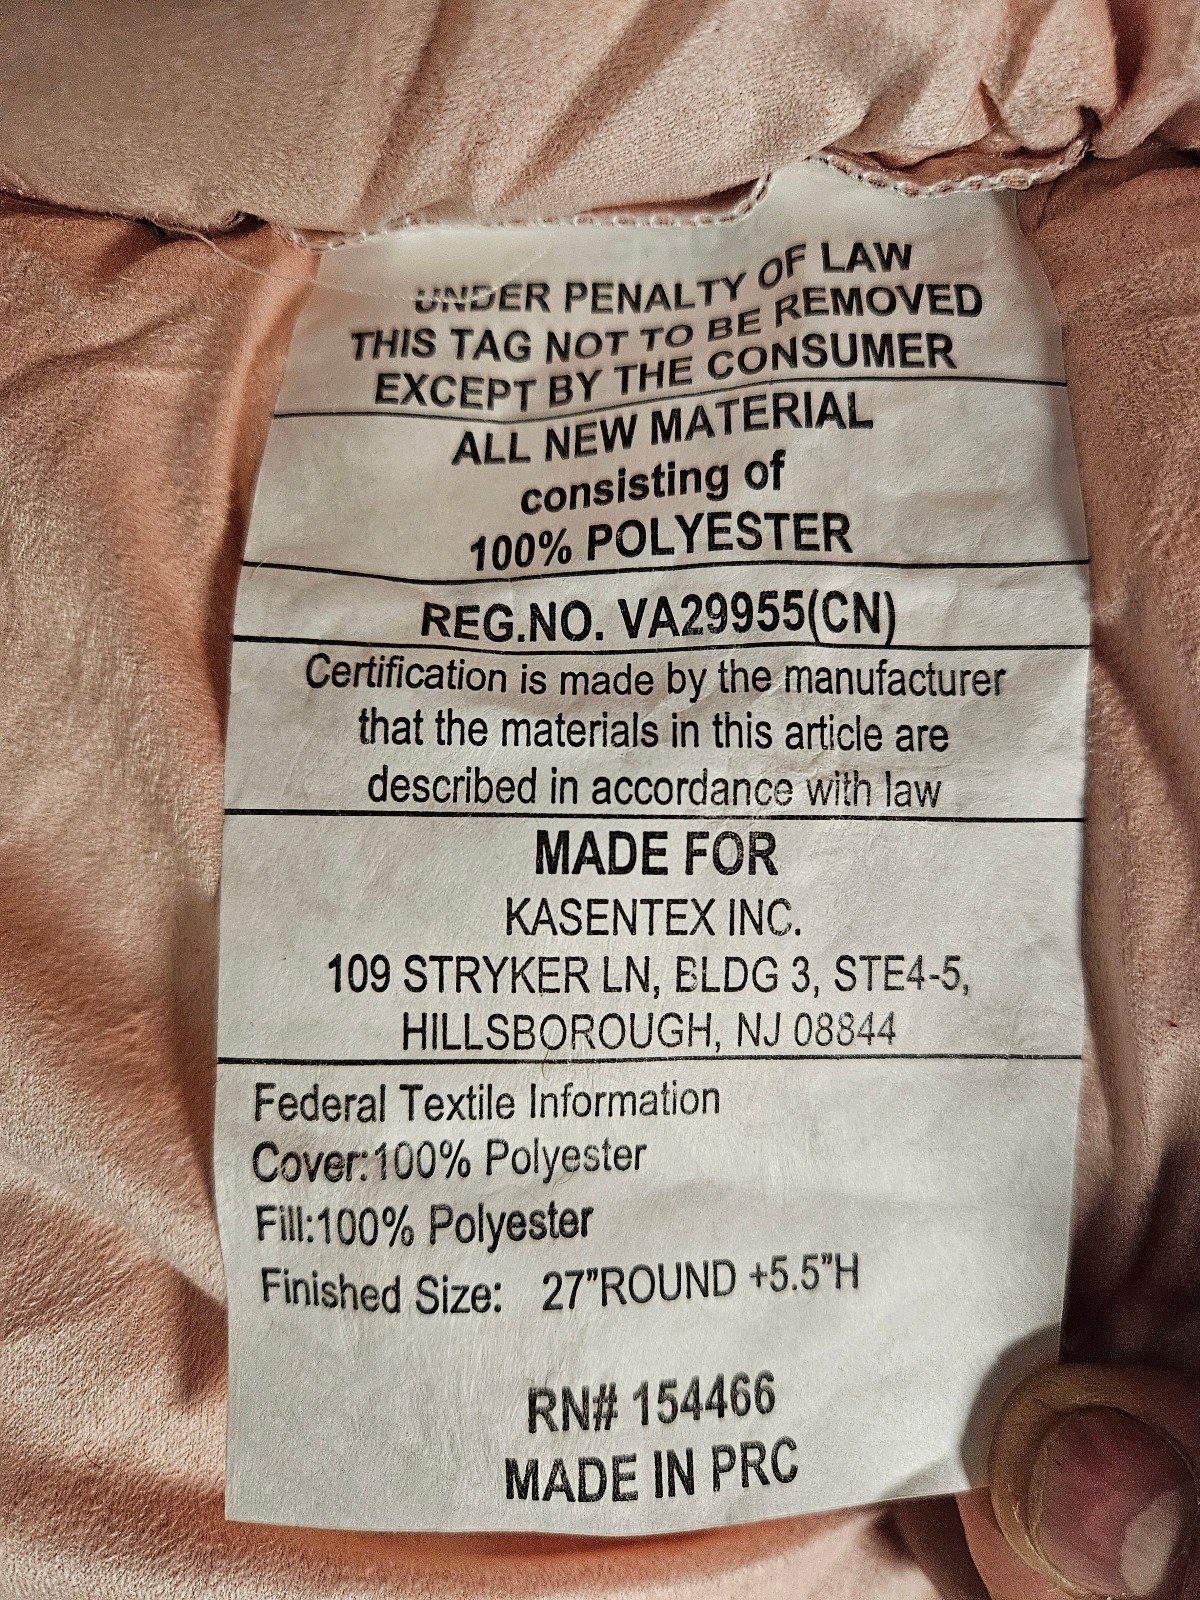 UNDER PENALTY OF LAW
THIS TAG NOT TO BE REMOVED
EXCEPT BY THE CONSUMER
ALL NEW MATERIAL
consisting of
100% POLYESTER
REG.NO. VA29955(CN)
Certification is made by the manufacturer
that the materials in this article are
described in accordance with law
MADE FOR
KASENTEX INC.
109 STRYKER LN, BLDG 3, STE4-5,
HILLSBOROUGH, NJ 08844
Federal Textile Information
Cover:100% Polyester
Fill:100% Polyester
Finished Size: 27”ROUND +5.5”H
RN# 154466
MADE IN PRC